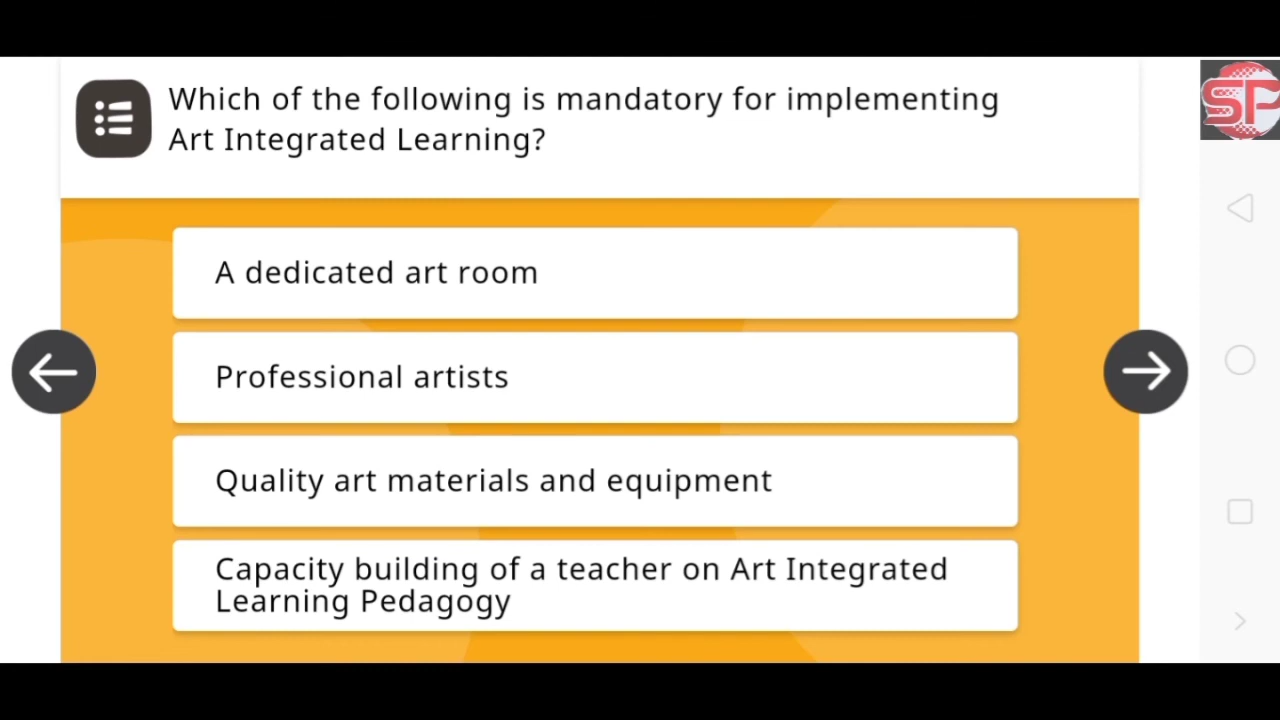 Which of the following is mandatory for implementing
Art Integrated Learning?
SF
A dedicated art room
Professional artists
Quality art materials and equipment
Capacity building of a teacher on Art Integrated
Learning Pedagogy